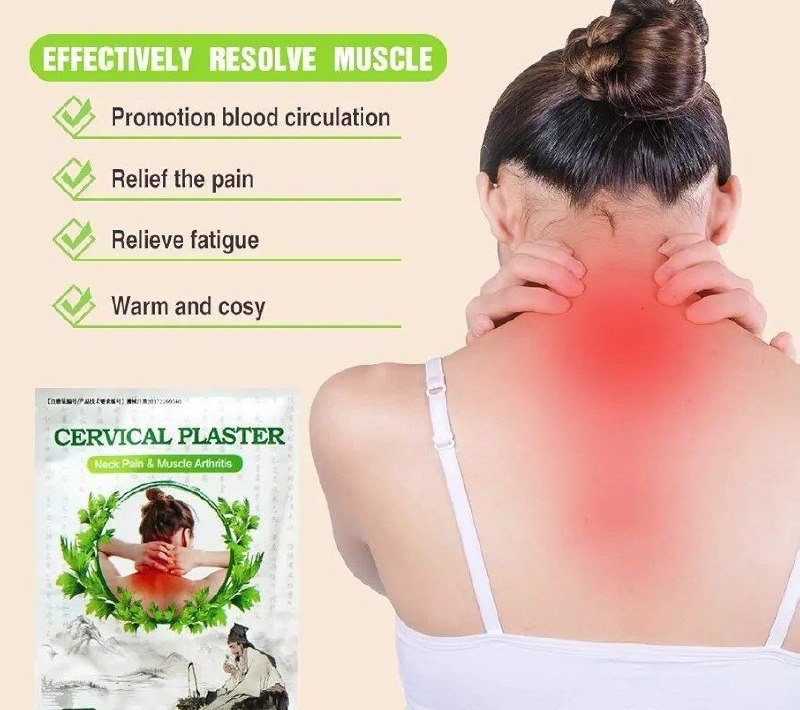 EFFECTIVELY RESOLVE MUSCLE
Promotion blood circulation
Relief the pain
Relieve fatigue
Warm and cosy
CERVICAL PLASTER
Neck Pain & Muscle Arthritis